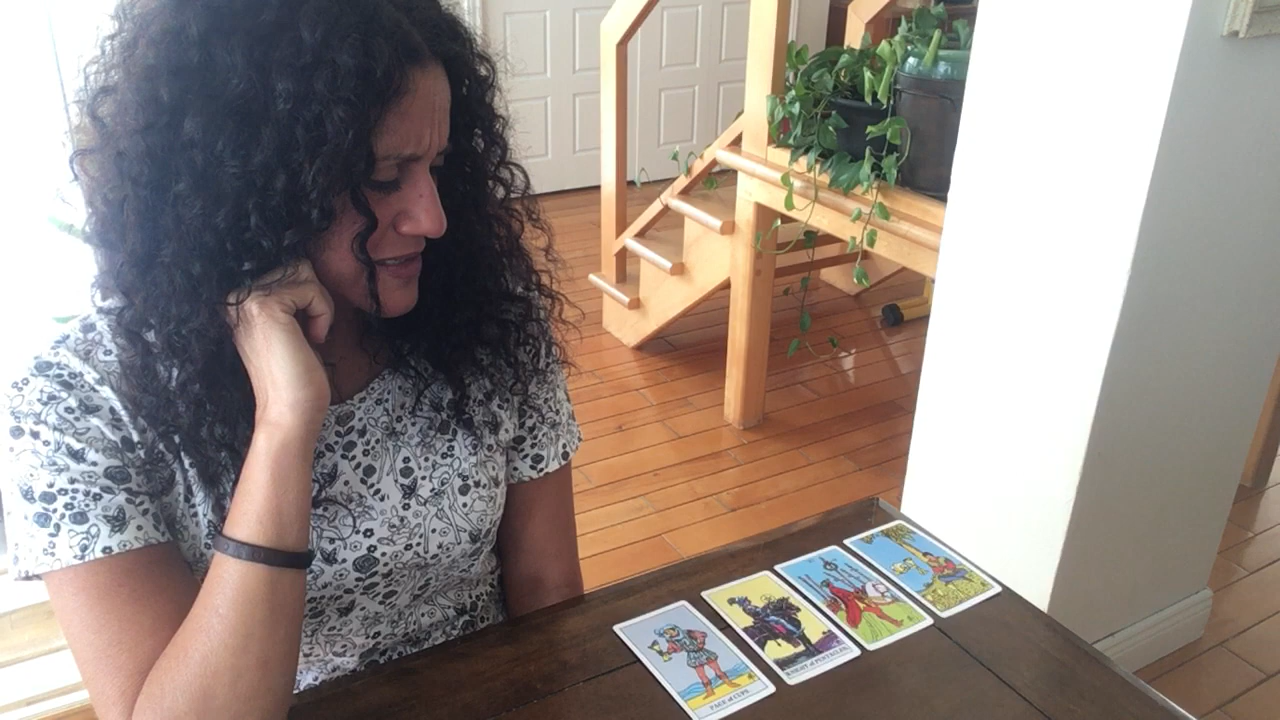 PAGE of CUPS.
KNIGHT of PENTACLES.